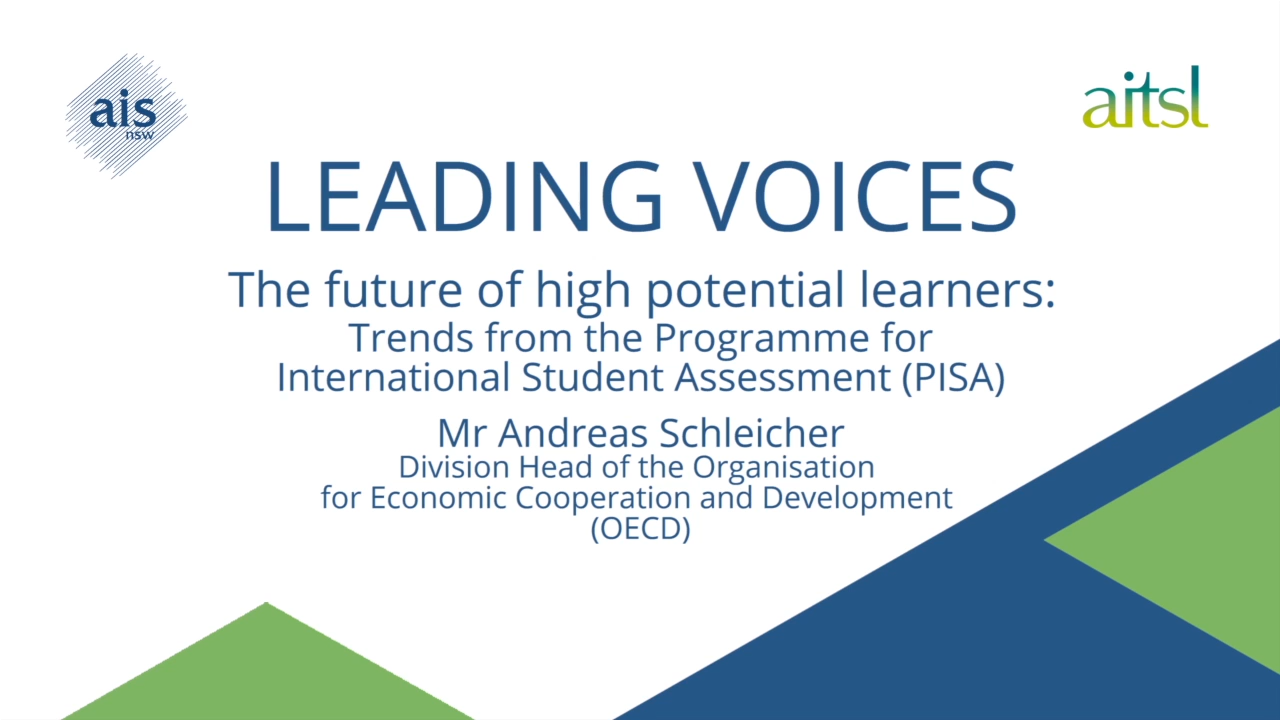 ais
nsw
aitsl
LEADING VOICES
The future of high potential learners:
Trends from the Programme for
International Student Assessment (PISA)
Mr Andreas Schleicher
Division Head of the Organisation
for Economic Cooperation and Development
(OECD)